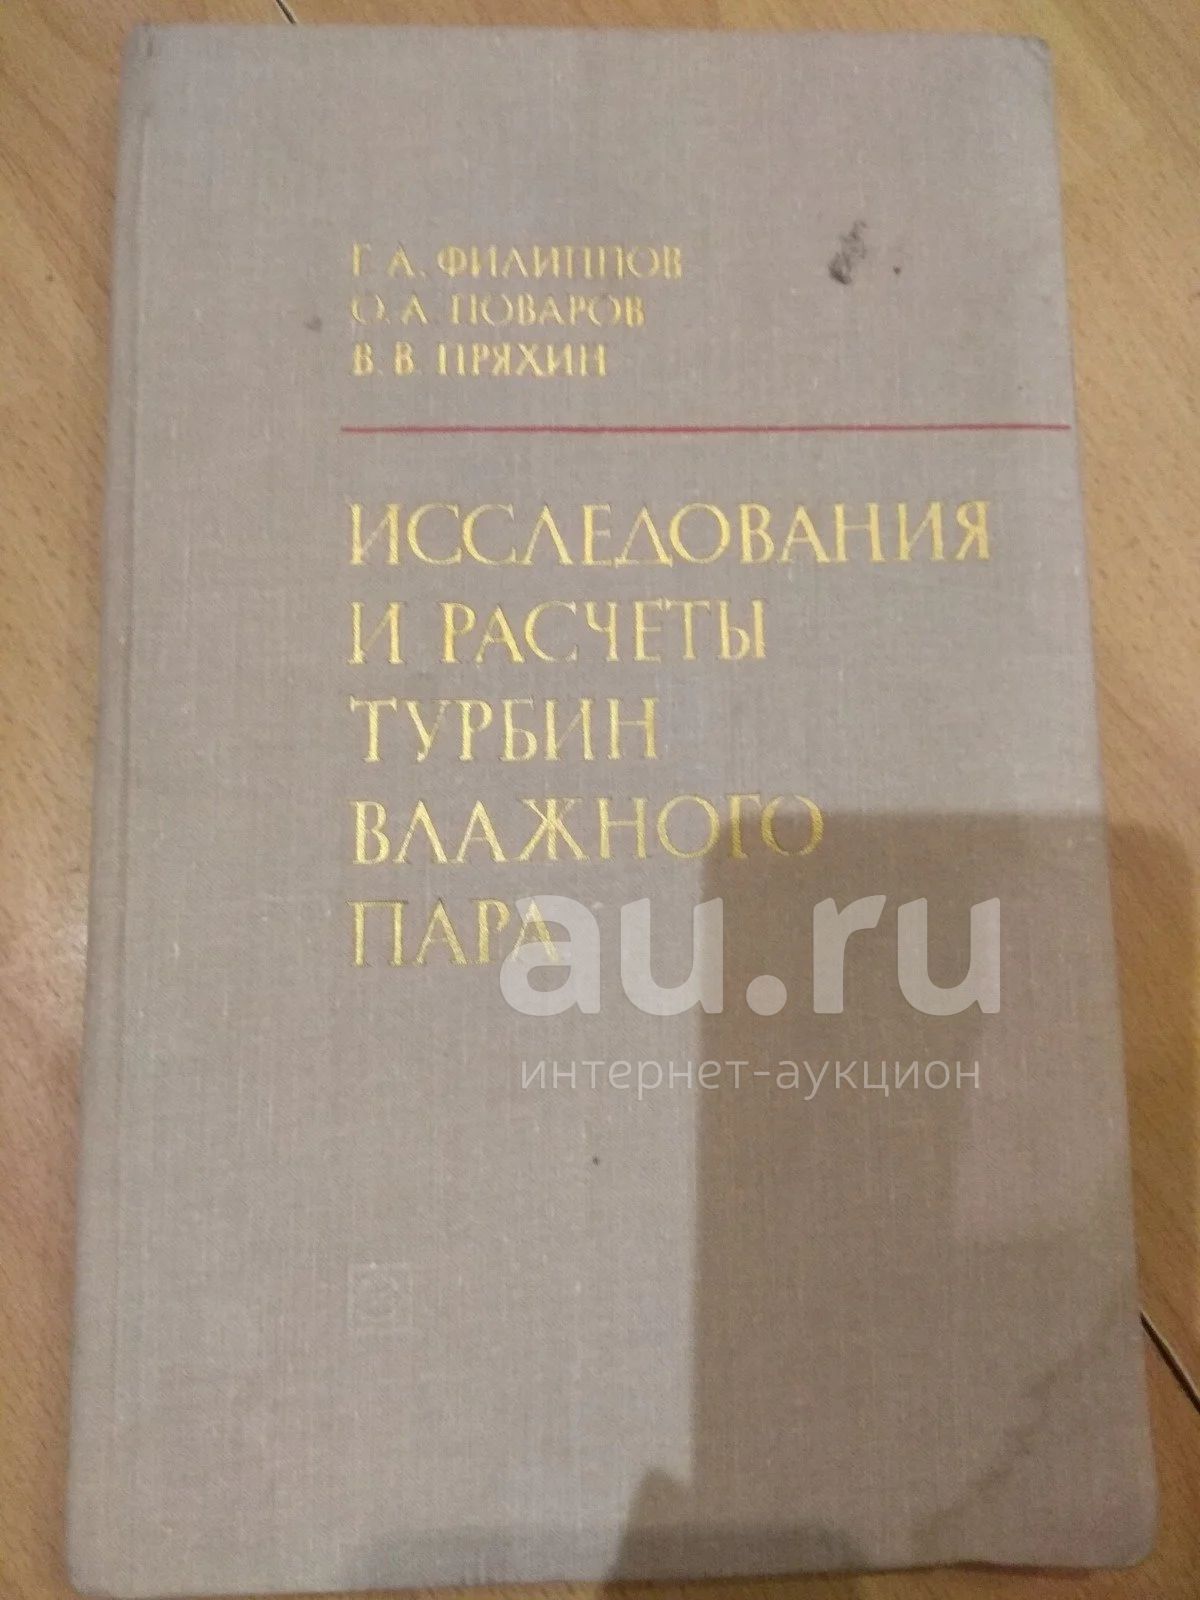 Г. А. ФИЛИППОВ
О. А. ПОВАРОВ
В. В. ПРЯХИН
ИССЛЕДОВАНИЯ
И РАСЧЕТЫ
ТУРБИН
ВЛАЖНОГО
ПАРА
au.ru
интернет-аукцион